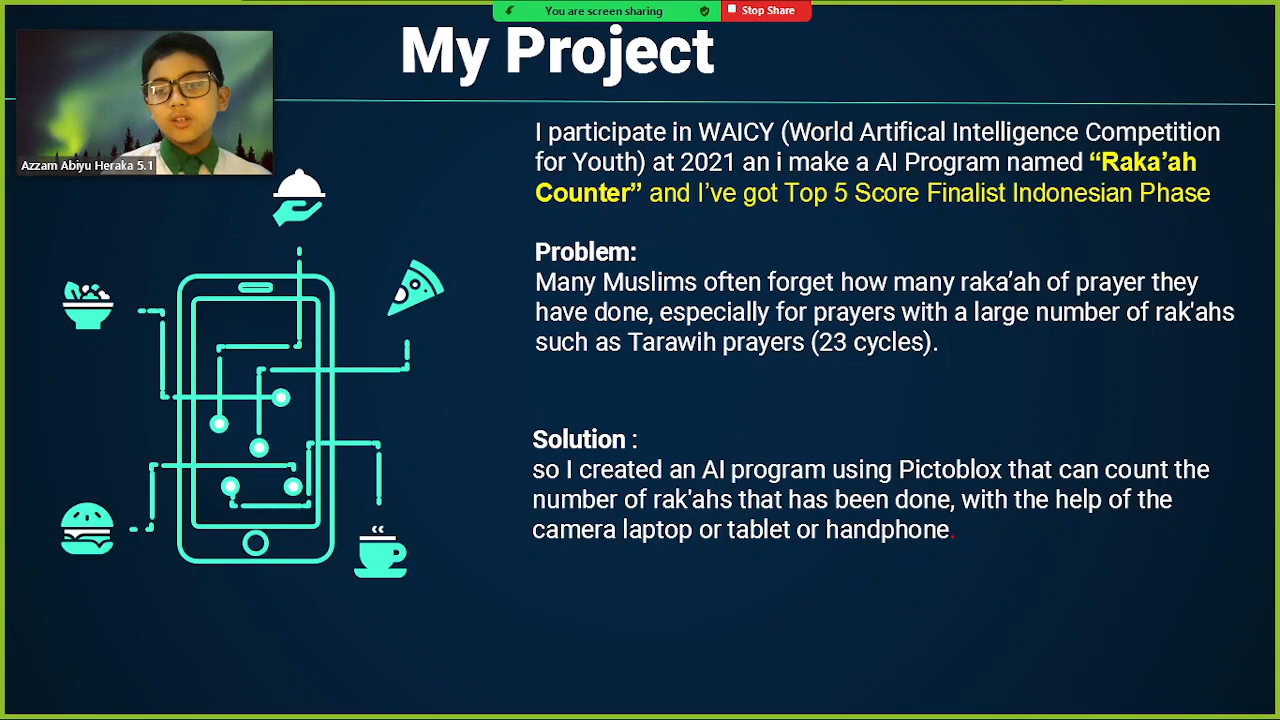 You are screen sharing
Stop Share
My Project
Azzam Abiyu Heraka 5.1
I participate in WAICY (World Artifical Intelligence Competition
for Youth) at 2021 an i make a AI Program named “Raka’ah
Counter” and I’ve got Top 5 Score Finalist Indonesian Phase
Problem:
Many Muslims often forget how many raka’ah of prayer they
have done, especially for prayers with a large number of rak'ahs
such as Tarawih prayers (23 cycles).
Solution :
so I created an AI program using Pictoblox that can count the
number of rak'ahs that has been done, with the help of the
camera laptop or tablet or handphone.